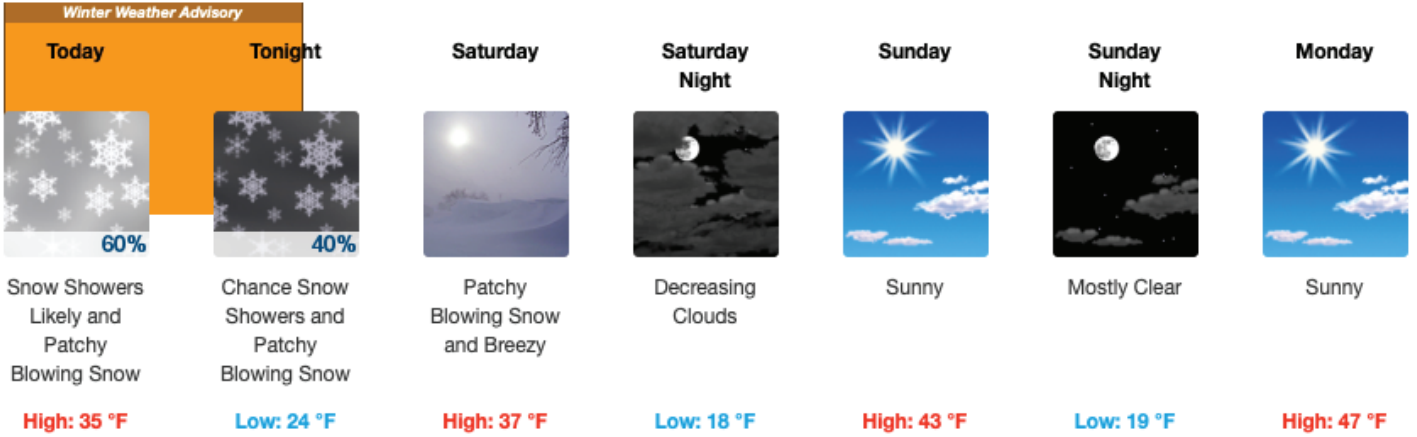 Winter Weather Advisory
Today
Tonight
Saturday
Saturday
Night
Sunday
Sunday
Night
Monday
60%
40%
Snow Showers
Likely and
Patchy
Blowing Snow
Chance Snow
Showers and
Patchy
Blowing Snow
Patchy
Blowing Snow
and Breezy
Decreasing
Clouds
Sunny
Mostly Clear
Sunny
High: 35 °F
Low: 24 °F
High: 37 °F
Low: 18 °F
High: 43 °F
Low: 19 °F
High: 47 °F